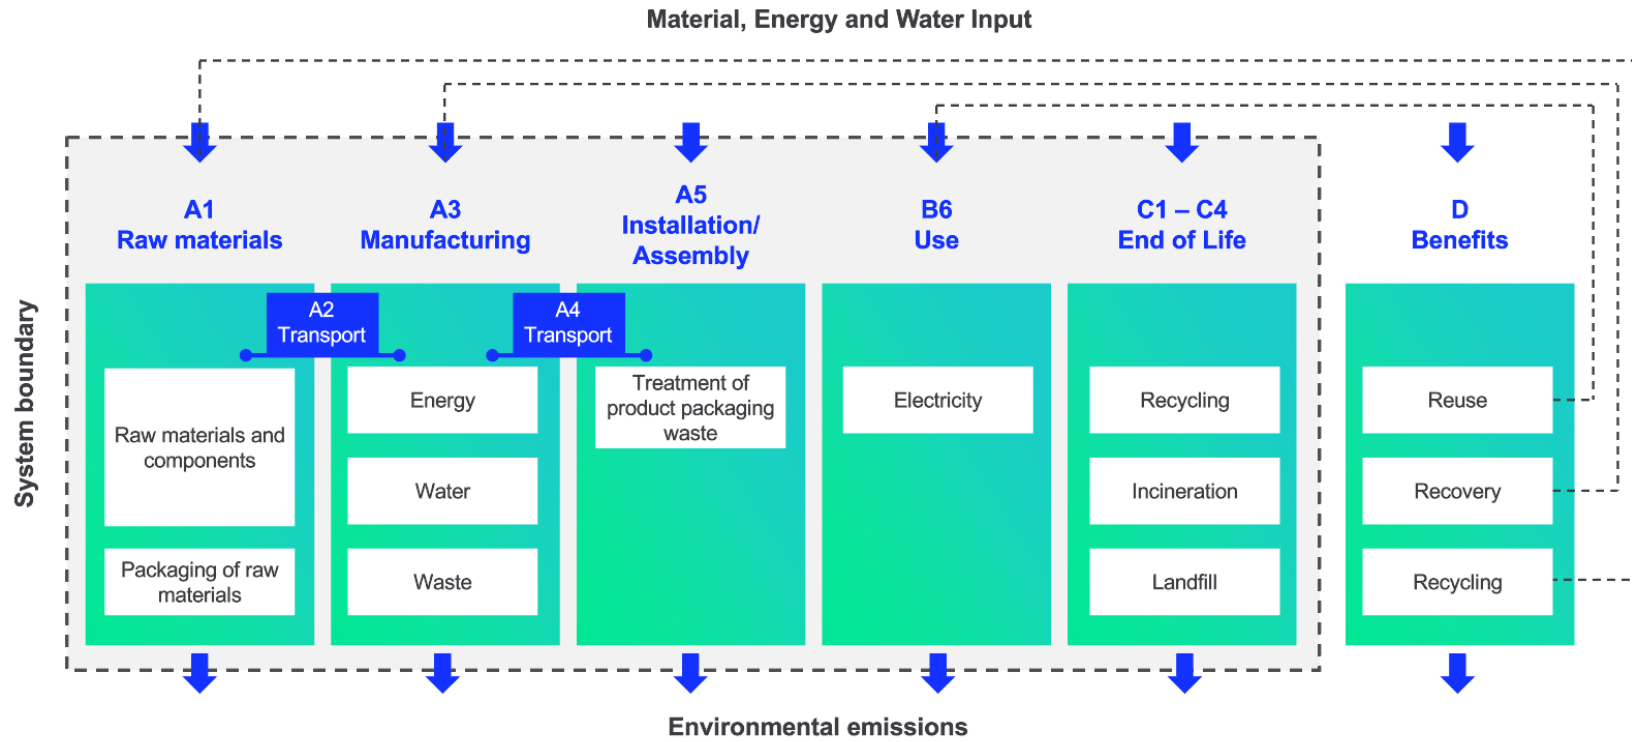 Material, Energy and Water Input
A1
Raw materials
A3
Manufacturing
A5
Installation/
Assembly
B6
Use
C1 – C4
End of Life
D
Benefits
System boundary
A2
Transport
A4
Transport
Raw materials and
components
Packaging of raw
materials
Energy
Water
Waste
Treatment of
product packaging
waste
Electricity
Recycling
Incineration
Landfill
Reuse
Recovery
Recycling
Environmental emissions